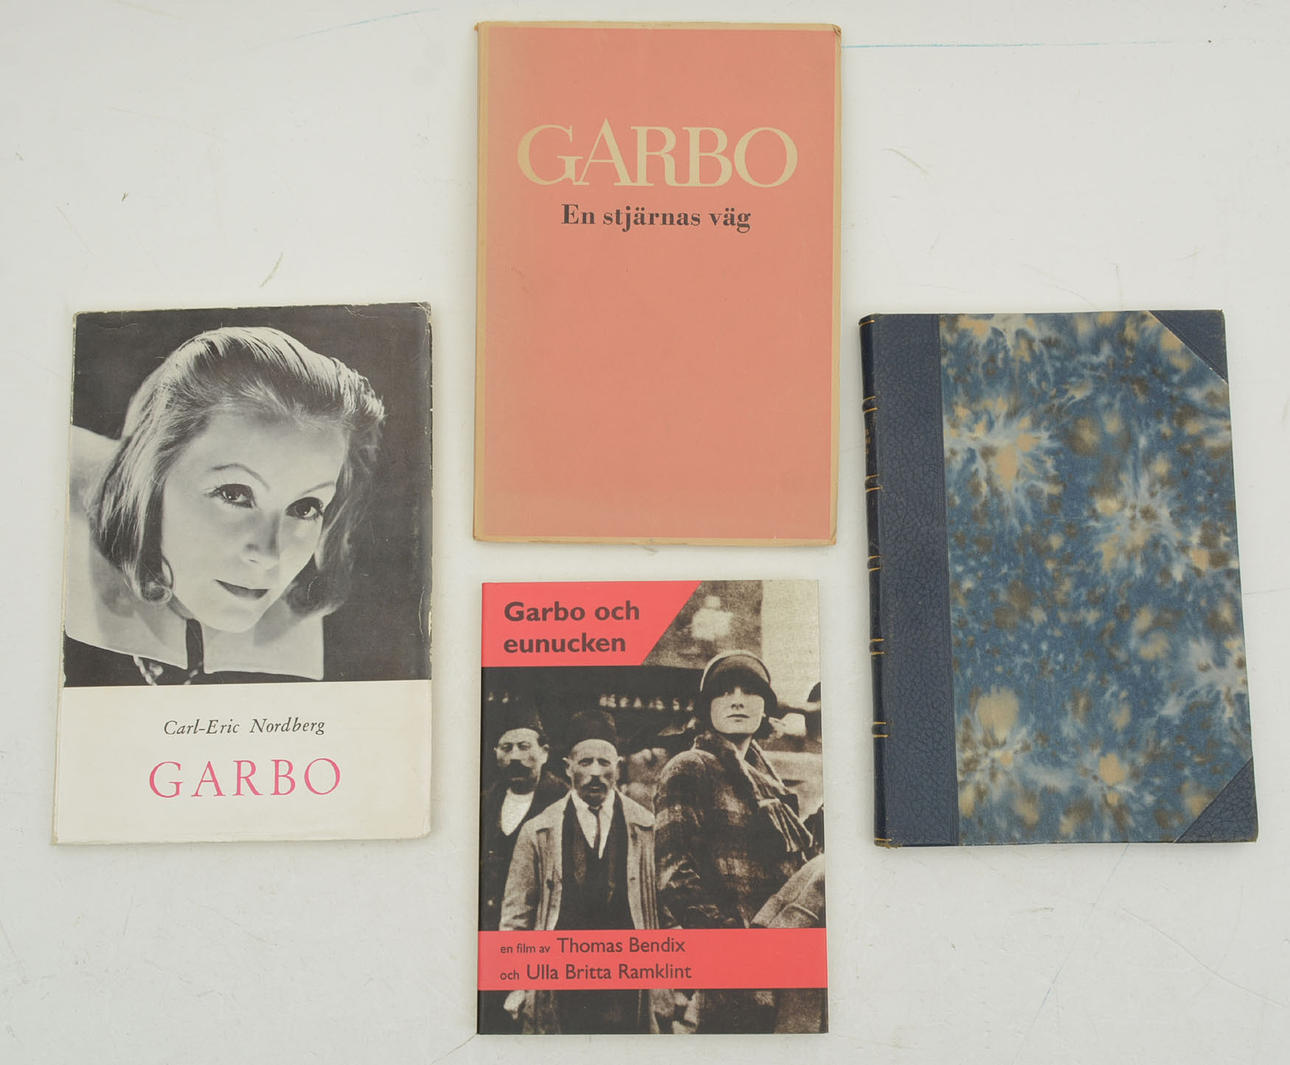 GARBO
En stjärnas väg
Carl-Eric Nordberg
GARBO
Garbo och
eunucken
en film av Thomas Bendix
och Ulla Britta Ramklint